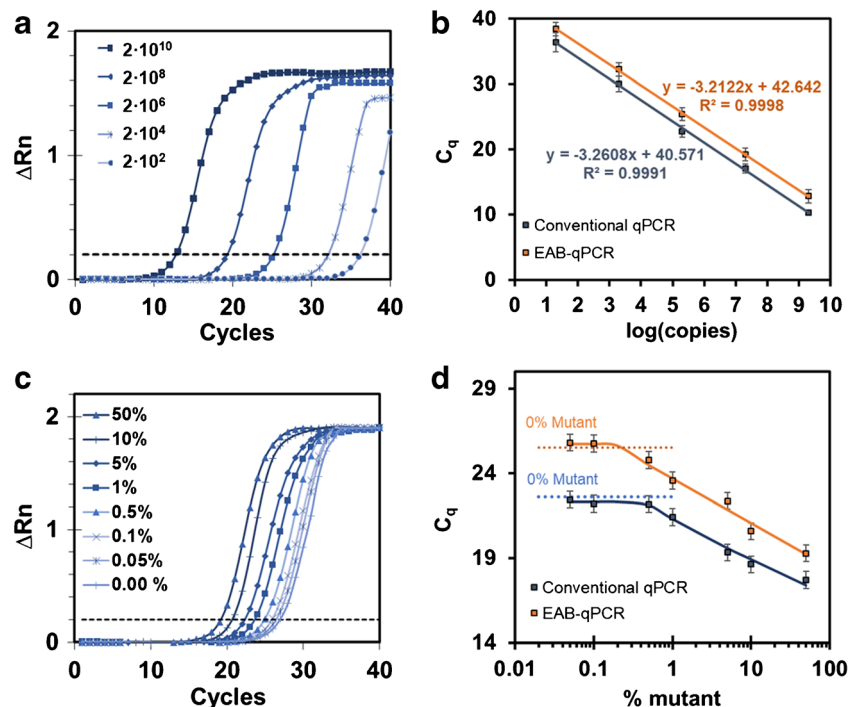 a
2
1
0
ΔRn
2·10¹⁰
2·10⁸
2·10⁶
2·10⁴
2·10²
0 10 20 30 40
Cycles
b
40
30
20
10
0
Cq
y = -3.2122x + 42.642
R² = 0.9998
y = -3.2608x + 40.571
R² = 0.9991
Conventional qPCR
EAB-qPCR
0 1 2 3 4 5 6 7 8 9 10
log(copies)
c
2
1
0
ΔRn
50%
10%
5%
1%
0.5%
0.1%
0.05%
0.00 %
0 10 20 30 40
Cycles
d
29
24
19
14
Cq
0% Mutant
0% Mutant
Conventional qPCR
EAB-qPCR
0.01 0.1 1 10 100
% mutant